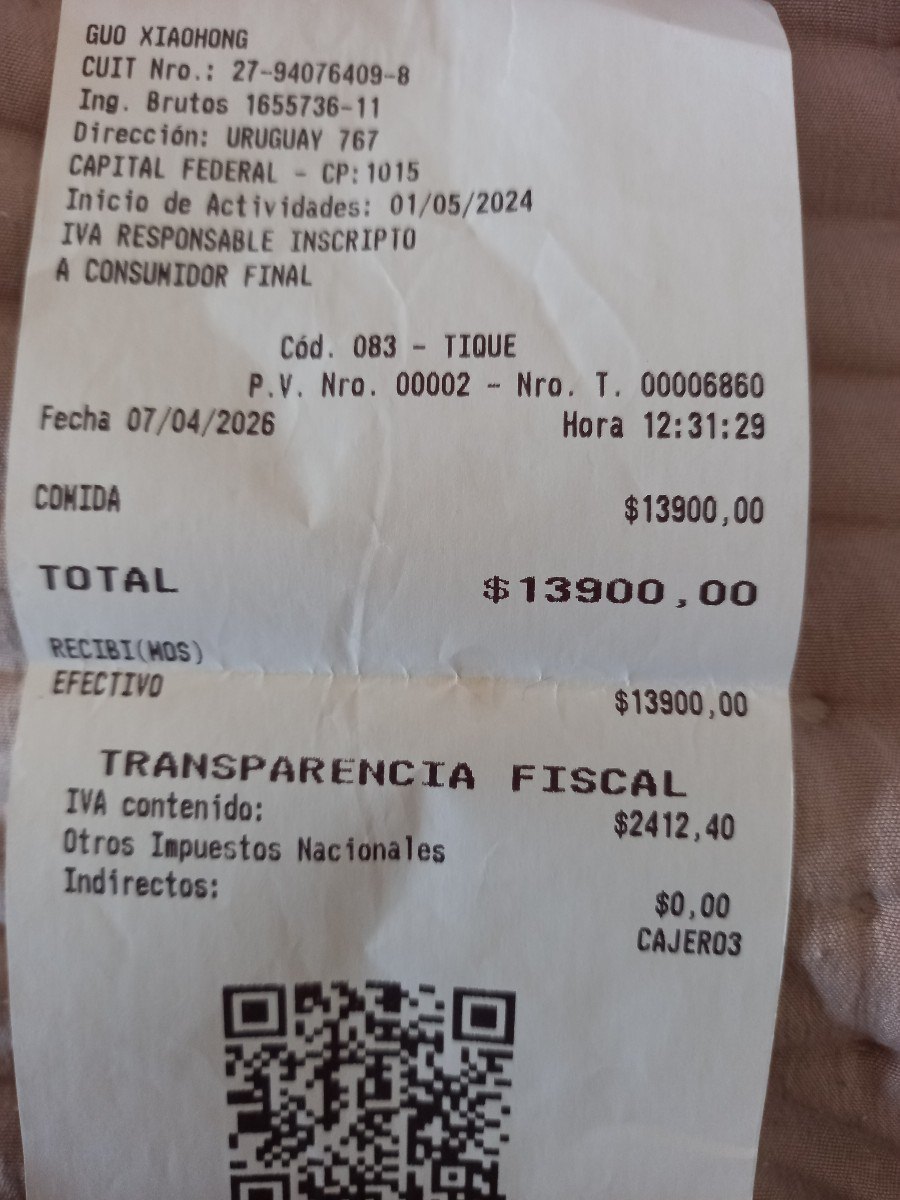 GUO XIAOHONG
CUIT Nro.: 27-94076409-8
Ing. Brutos 1655736-11
Dirección: URUGUAY 767
CAPITAL FEDERAL - CP:1015
Inicio de Actividades: 01/05/2024
IVA RESPONSABLE INSCRIPTO
A CONSUMIDOR FINAL
Cód. 083 - TIQUE
P.V. Nro. 00002 - Nro. T. 00006860
Fecha 07/04/2026 Hora 12:31:29
COMIDA $13900,00
TOTAL $13900,00
RECIBI(MOS)
EFECTIVO $13900,00
TRANSPARENCIA FISCAL
IVA contenido: $2412,40
Otros Impuestos Nacionales
Indirectos: $0,00
CAJERO3